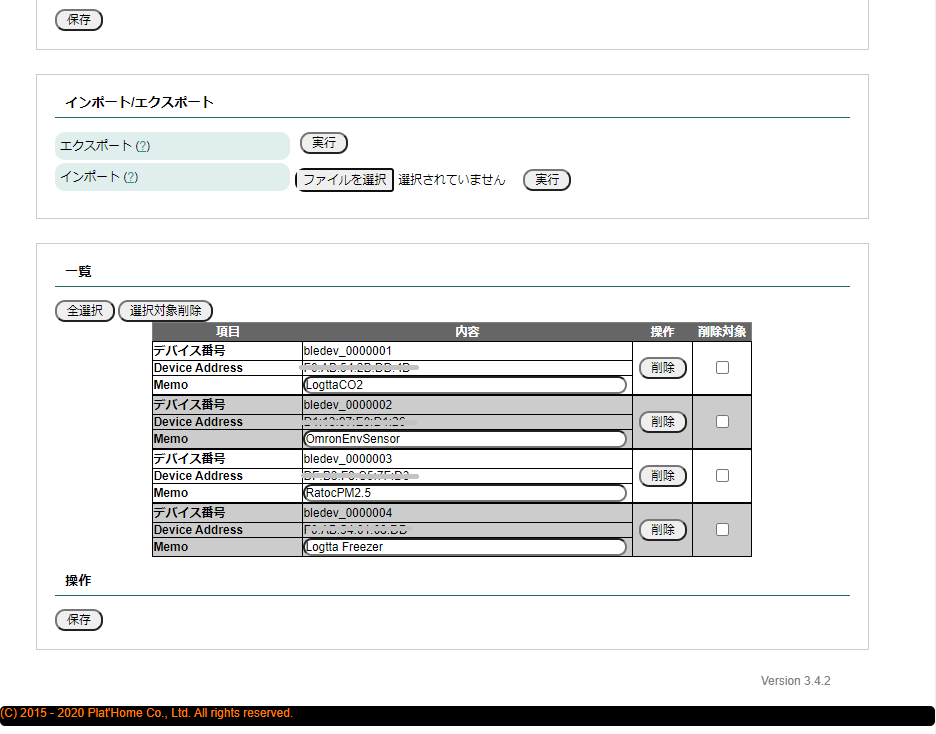 保存
インポート/エクスポート
エクスポート (?) 実行
インポート (?) ファイルを選択 選択されていません 実行
一覧
全選択 選択対象削除
項目 内容 操作 削除対象
デバイス番号 bledev_0000001
Device Address
削除
Memo LogttaCO2
デバイス番号 bledev_0000002
Device Address
削除
Memo OmronEnvSensor
デバイス番号 bledev_0000003
Device Address
削除
Memo RatocPM2.5
デバイス番号 bledev_0000004
Device Address
削除
Memo Logtta Freezer
操作
保存
Version 3.4.2
(C) 2015 - 2020 Plat'Home Co., Ltd. All rights reserved.